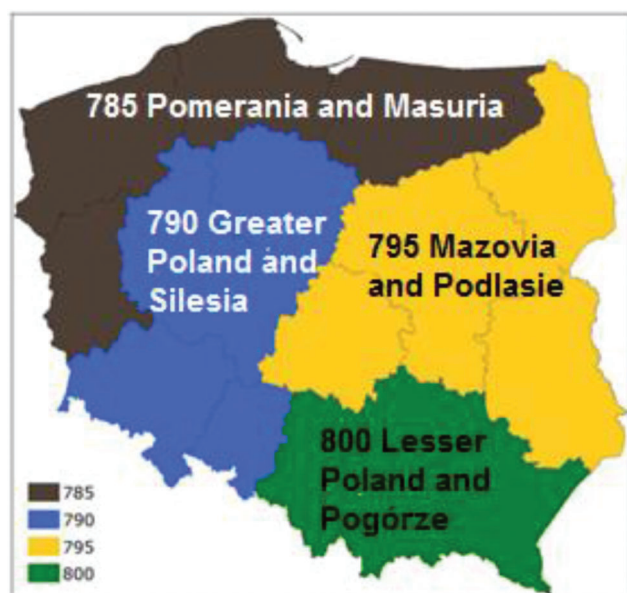 785 Pomerania and Masuria
790 Greater
Poland and
Silesia
795 Mazovia
and Podlasie
800 Lesser
Poland and
Pogórze
785
790
795
800